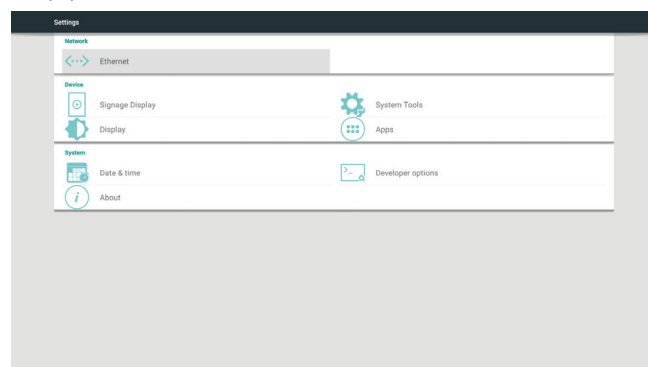 Settings
Network
Ethernet
Device
Signage Display
System Tools
Display
Apps
System
Date & time
Developer options
About